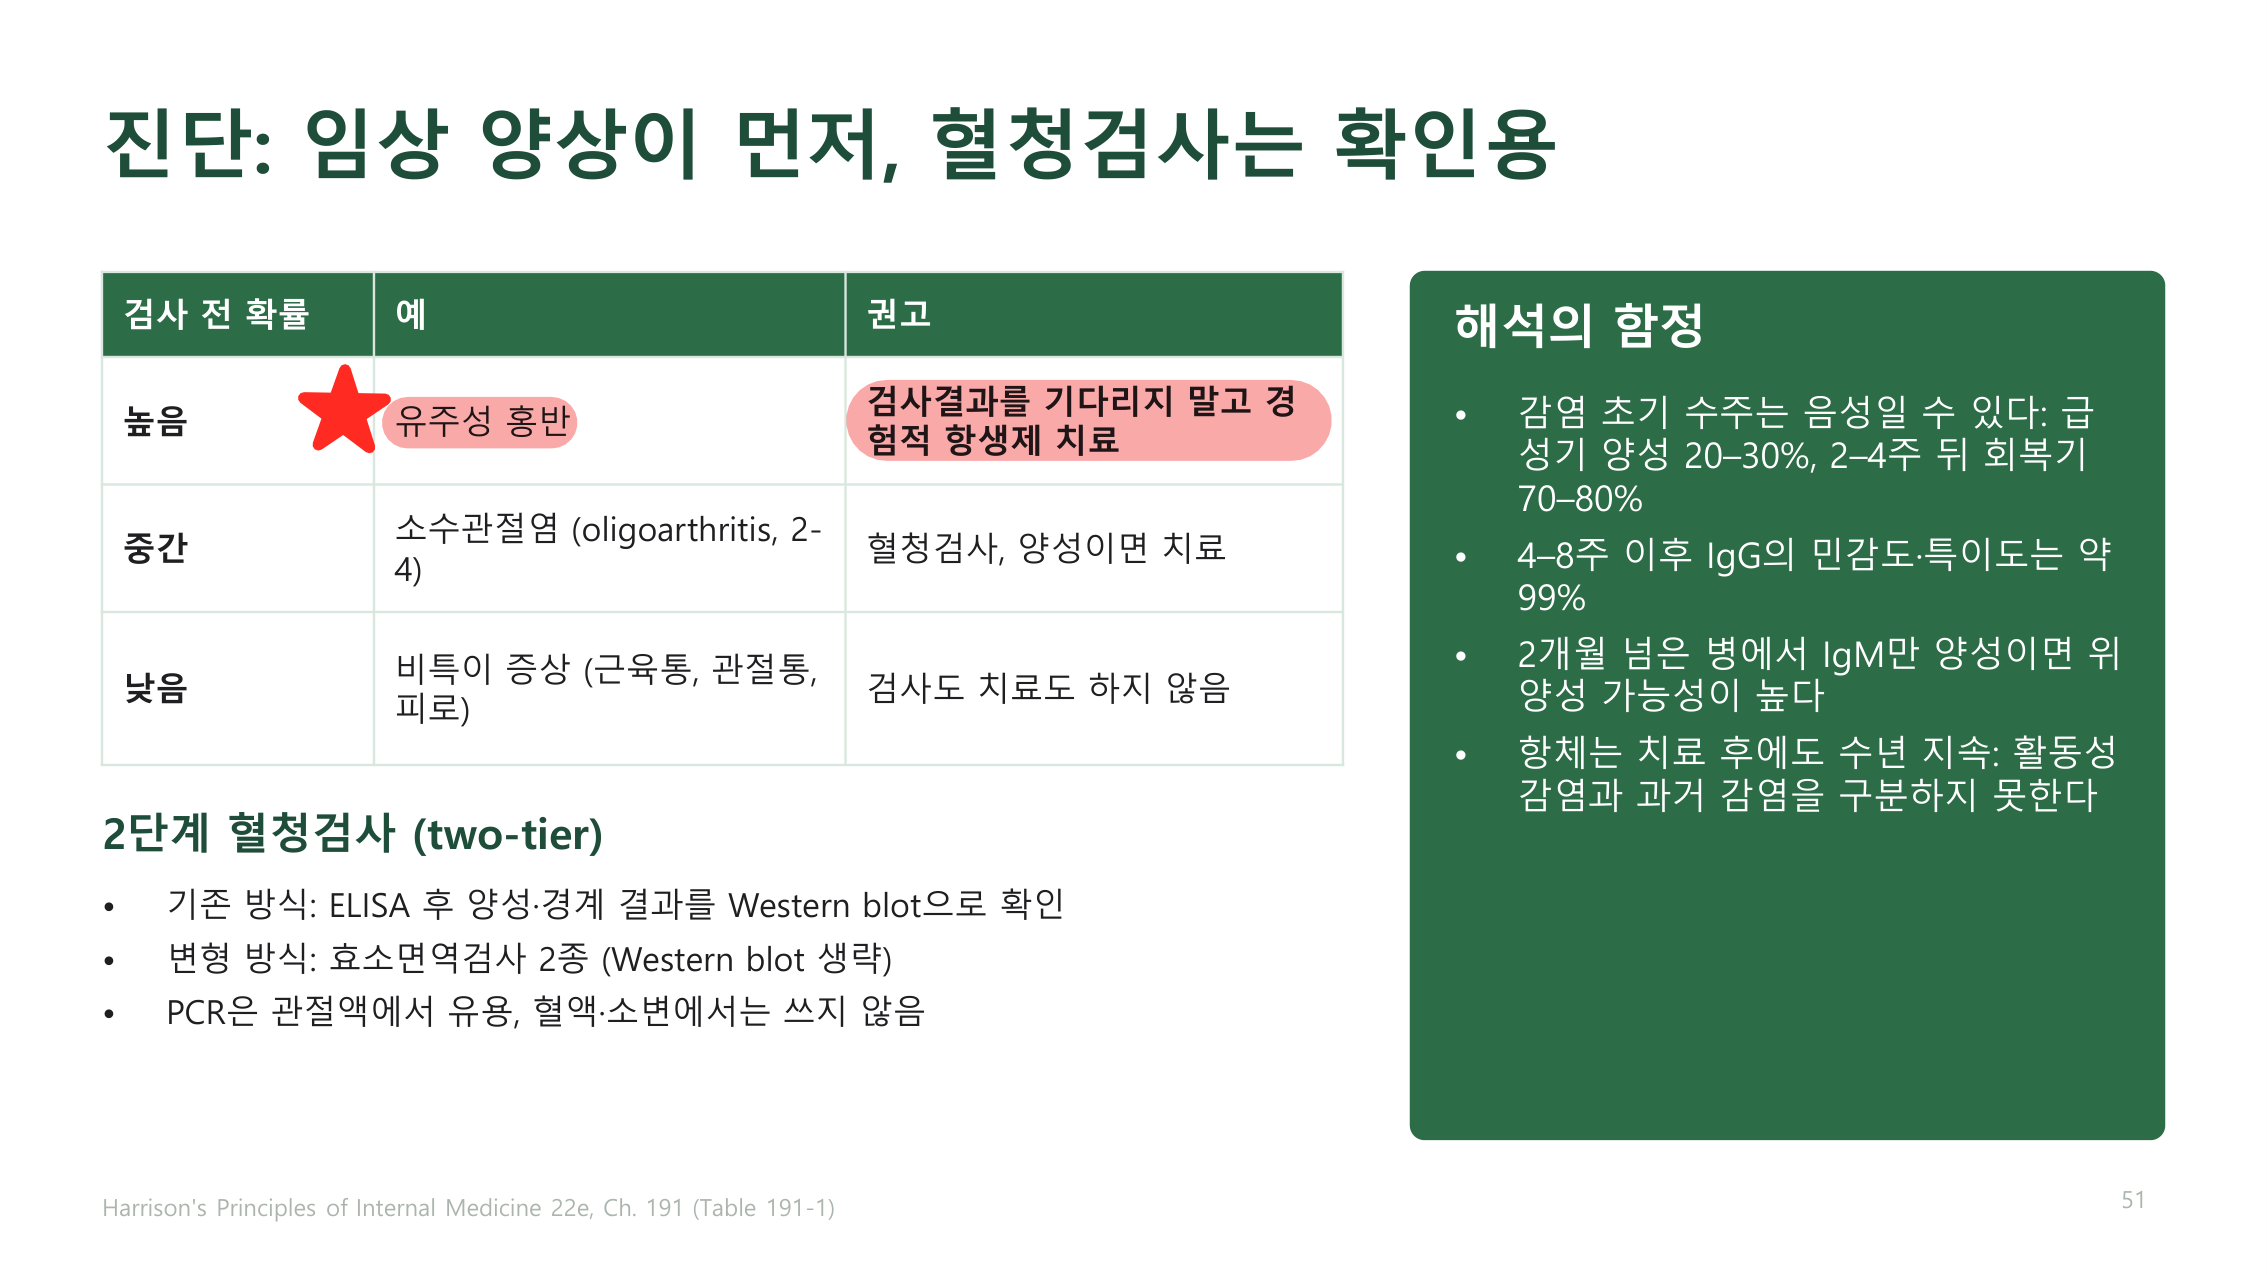 진단: 임상 양상이 먼저, 혈청검사는 확인용
검사 전 확률 예 권고
높음 유주성 홍반 검사결과를 기다리지 말고 경
험적 항생제 치료
중간 소수관절염 (oligoarthritis, 2-
4) 혈청검사, 양성이면 치료
낮음 비특이 증상 (근육통, 관절통,
피로) 검사도 치료도 하지 않음
2단계 혈청검사 (two-tier)
• 기존 방식: ELISA 후 양성·경계 결과를 Western blot으로 확인
• 변형 방식: 효소면역검사 2종 (Western blot 생략)
• PCR은 관절액에서 유용, 혈액·소변에서는 쓰지 않음
해석의 함정
• 감염 초기 수주는 음성일 수 있다: 급
성기 양성 20–30%, 2–4주 뒤 회복기
70–80%
• 4–8주 이후 IgG의 민감도·특이도는 약
99%
• 2개월 넘은 병에서 IgM만 양성이면 위
양성 가능성이 높다
• 항체는 치료 후에도 수년 지속: 활동성
감염과 과거 감염을 구분하지 못한다
Harrison's Principles of Internal Medicine 22e, Ch. 191 (Table 191-1)
51